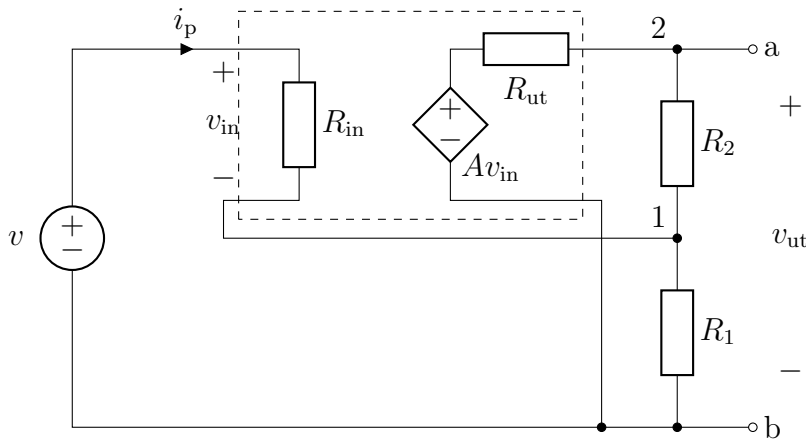 i_p 2 a
+ + R_ut +
v_in R_in − R_2
− Av_in
1
v + v_ut
−
R_1
−
b